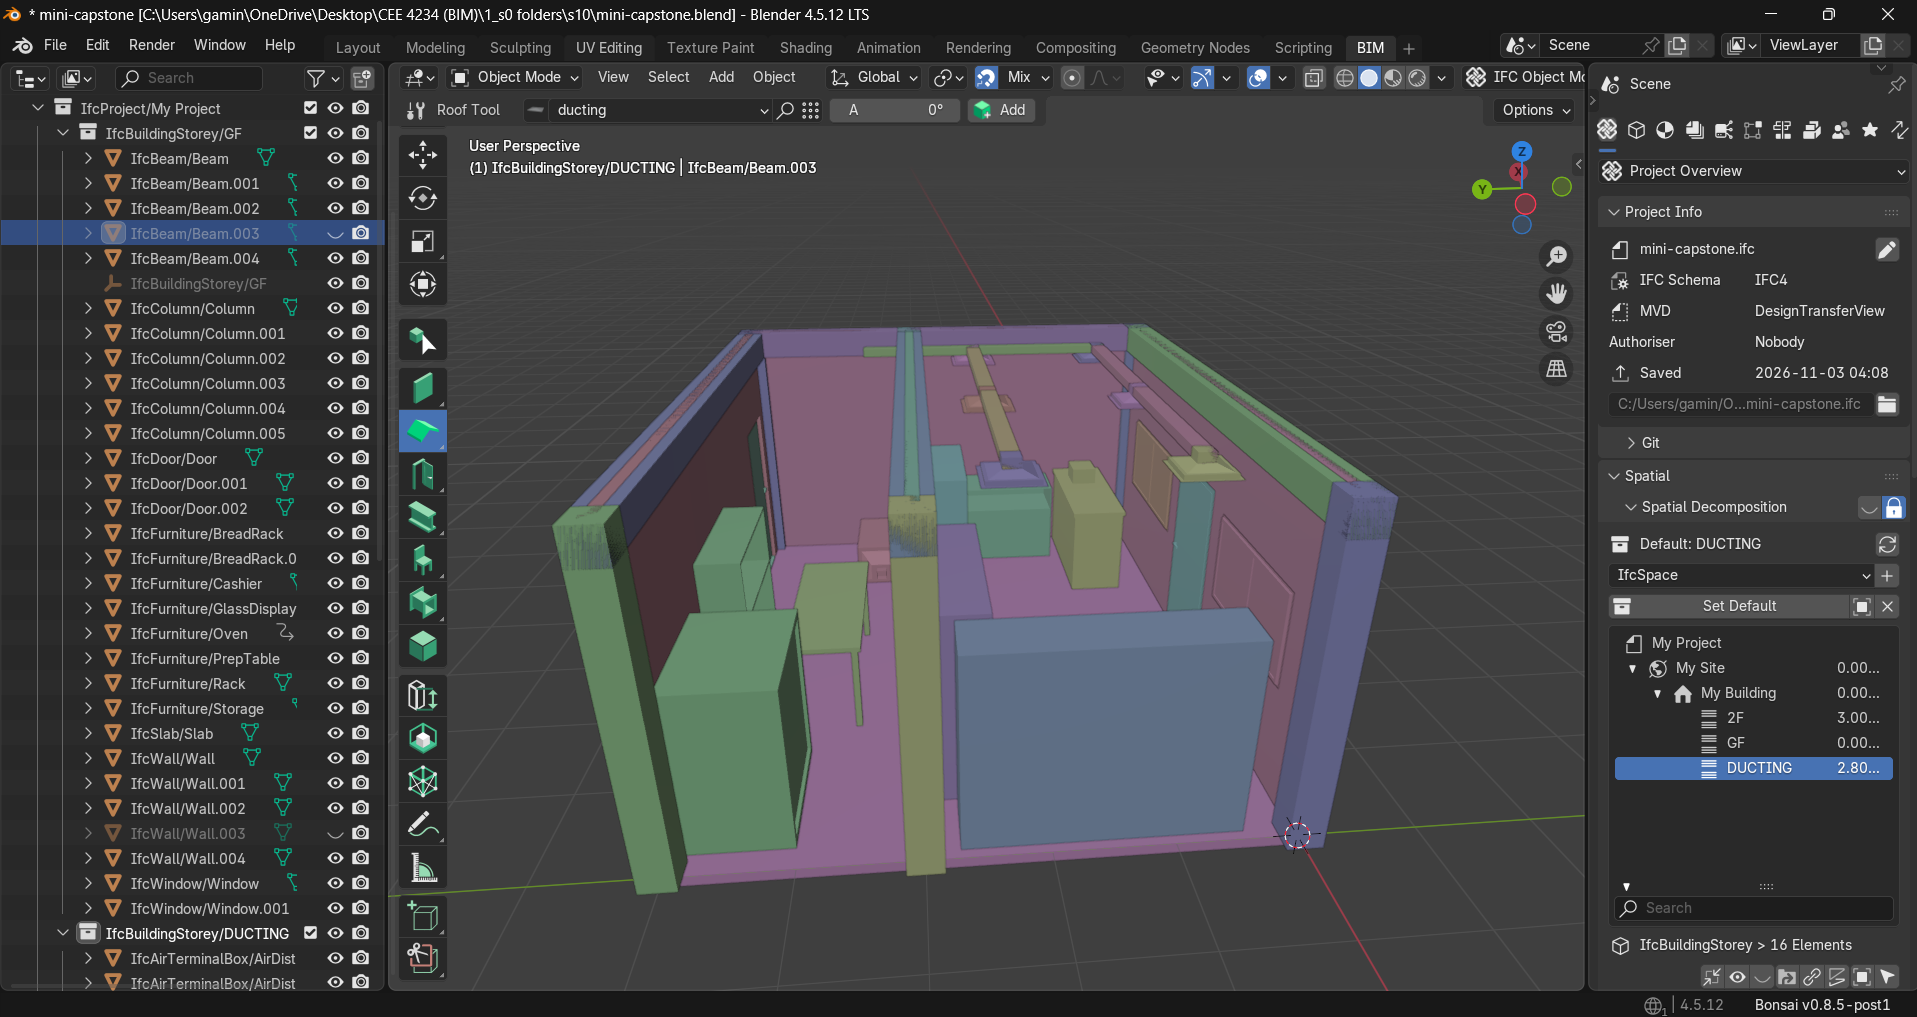 * mini-capstone [C:\Users\gamin\OneDrive\Desktop\CEE 4234 (BIM)\1_s0 folders\s10\mini-capstone.blend] - Blender 4.5.12 LTS
File Edit Render Window Help Layout Modeling Sculpting UV Editing Texture Paint Shading Animation Rendering Compositing Geometry Nodes Scripting BIM Scene ViewLayer
Search Object Mode View Select Add Object Global Mix IFC Object Mo
Roof Tool ducting A 0° Add Options
IfcProject/My Project
IfcBuildingStorey/GF
IfcBeam/Beam
IfcBeam/Beam.001
IfcBeam/Beam.002
IfcBeam/Beam.003
IfcBeam/Beam.004
IfcBuildingStorey/GF
IfcColumn/Column
IfcColumn/Column.001
IfcColumn/Column.002
IfcColumn/Column.003
IfcColumn/Column.004
IfcColumn/Column.005
IfcDoor/Door
IfcDoor/Door.001
IfcDoor/Door.002
IfcFurniture/BreadRack
IfcFurniture/BreadRack.0
IfcFurniture/Cashier
IfcFurniture/GlassDisplay
IfcFurniture/Oven
IfcFurniture/PrepTable
IfcFurniture/Rack
IfcFurniture/Storage
IfcSlab/Slab
IfcWall/Wall
IfcWall/Wall.001
IfcWall/Wall.002
IfcWall/Wall.003
IfcWall/Wall.004
IfcWindow/Window
IfcWindow/Window.001
IfcBuildingStorey/DUCTING
IfcAirTerminalBox/AirDist
IfcAirTerminalBox/AirDist
User Perspective
(1) IfcBuildingStorey/DUCTING | IfcBeam/Beam.003
Z
X
Y
Scene
Project Overview
Project Info
mini-capstone.ifc
IFC Schema IFC4
MVD DesignTransferView
Authoriser Nobody
Saved 2026-11-03 04:08
C:/Users/gamin/O...mini-capstone.ifc
Git
Spatial
Spatial Decomposition
Default: DUCTING
IfcSpace
Set Default
My Project
My Site 0.00...
My Building 0.00...
2F 3.00...
GF 0.00...
DUCTING 2.80...
Search
IfcBuildingStorey > 16 Elements
1 4.5.12 Bonsai v0.8.5-post1